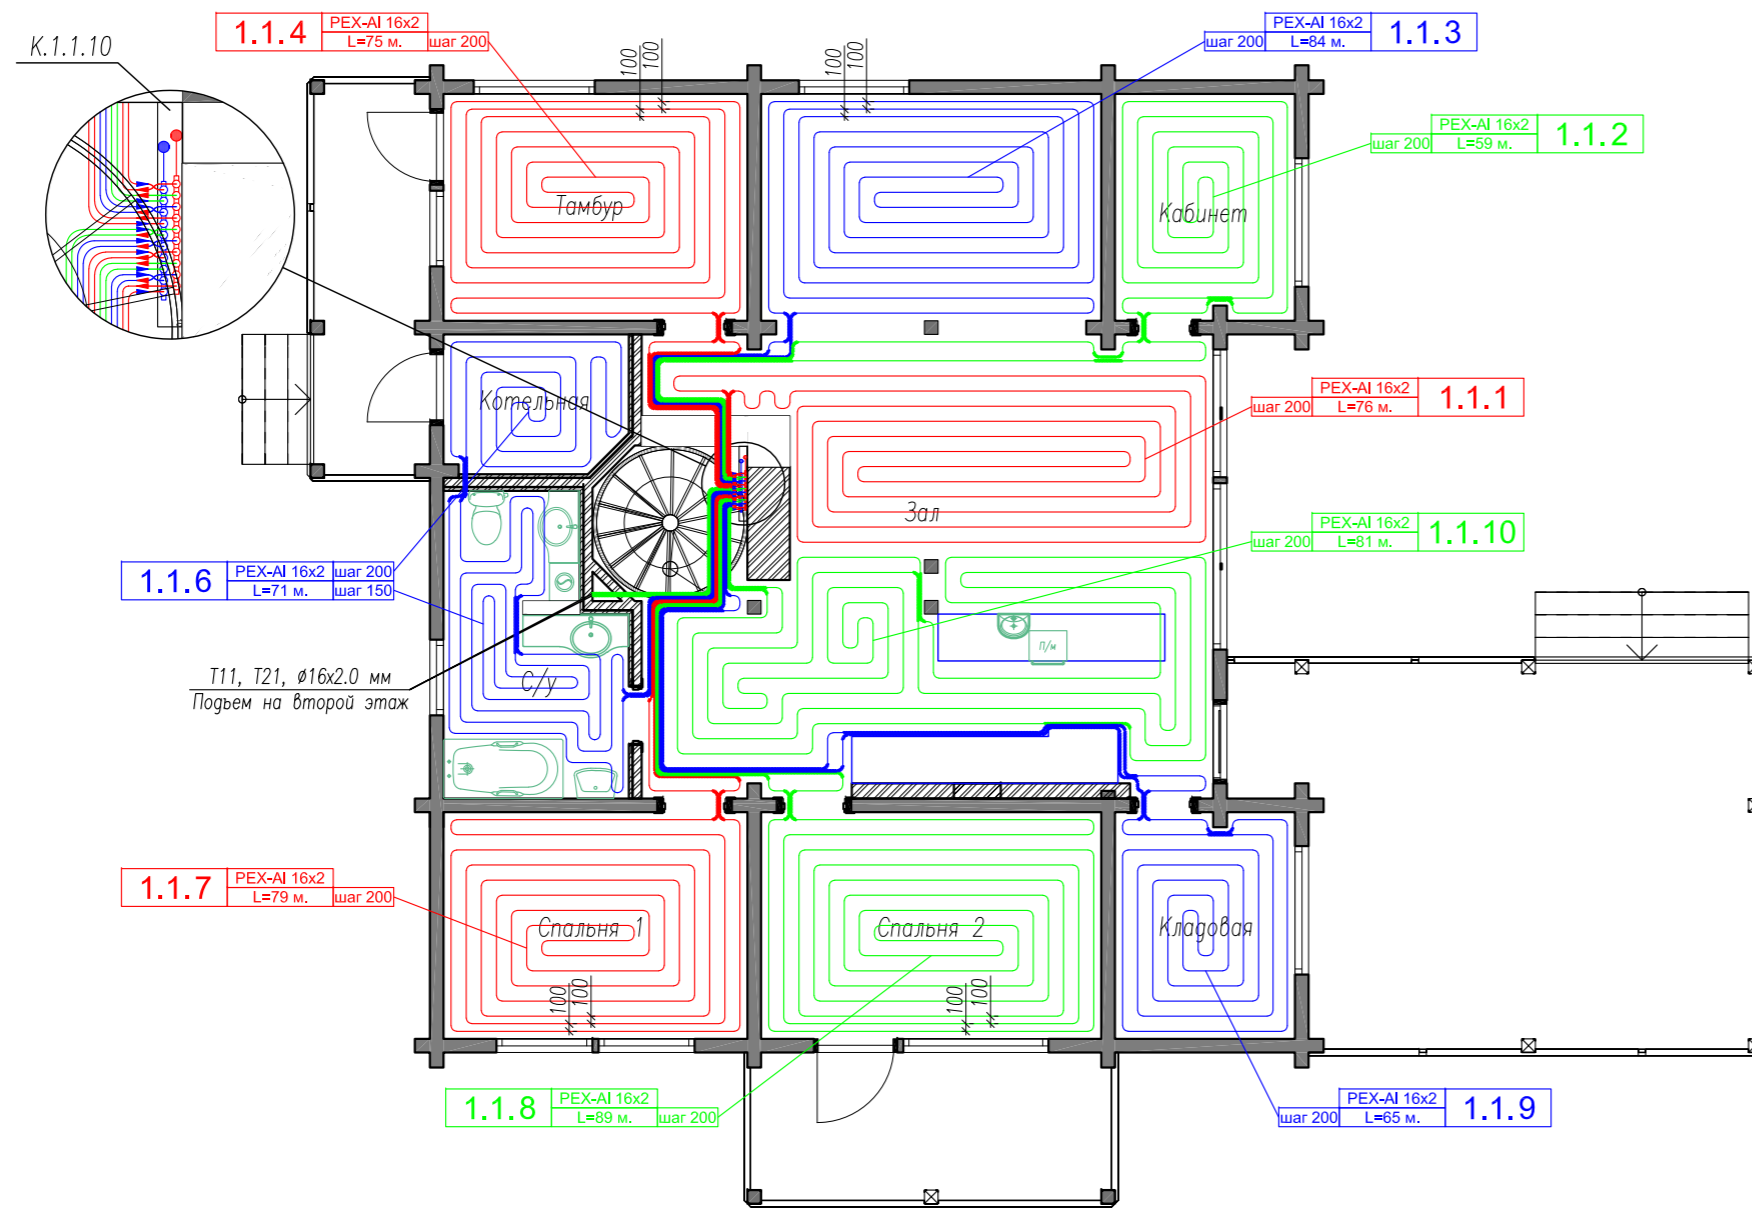 К.1.1.10
1.1.4
PEX-Al 16x2
L=75 м.
шаг 200
100
100
100
100
шаг 200
PEX-Al 16x2
L=84 м.
1.1.3
шаг 200
PEX-Al 16x2
L=59 м.
1.1.2
Тамбур
Кабинет
Котельная
шаг 200
PEX-Al 16x2
L=76 м.
1.1.1
Зал
шаг 200
PEX-Al 16x2
L=81 м.
1.1.10
1.1.6
PEX-Al 16x2
L=71 м.
шаг 200
шаг 150
П/м
Т11, Т21, ø16х2.0 мм
Подъем на второй этаж
С/у
1.1.7
PEX-Al 16x2
L=79 м.
шаг 200
Спальня 1
Спальня 2
Кладовая
100
100
100
100
1.1.8
PEX-Al 16x2
L=89 м.
шаг 200
шаг 200
PEX-Al 16x2
L=65 м.
1.1.9